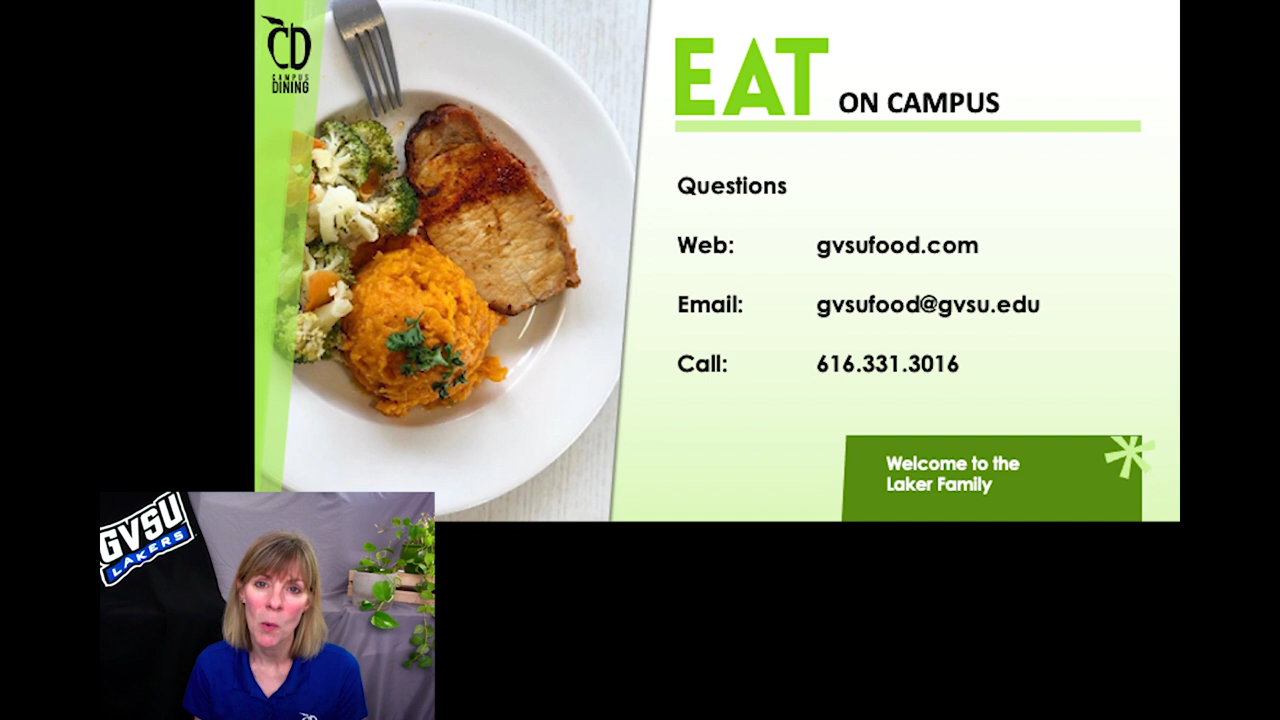 CD
CAMPUS
DINING
EAT ON CAMPUS
Questions
Web: gvsufood.com
Email: gvsufood@gvsu.edu
Call: 616.331.3016
Welcome to the
Laker Family
GVSU
LAKERS
CD